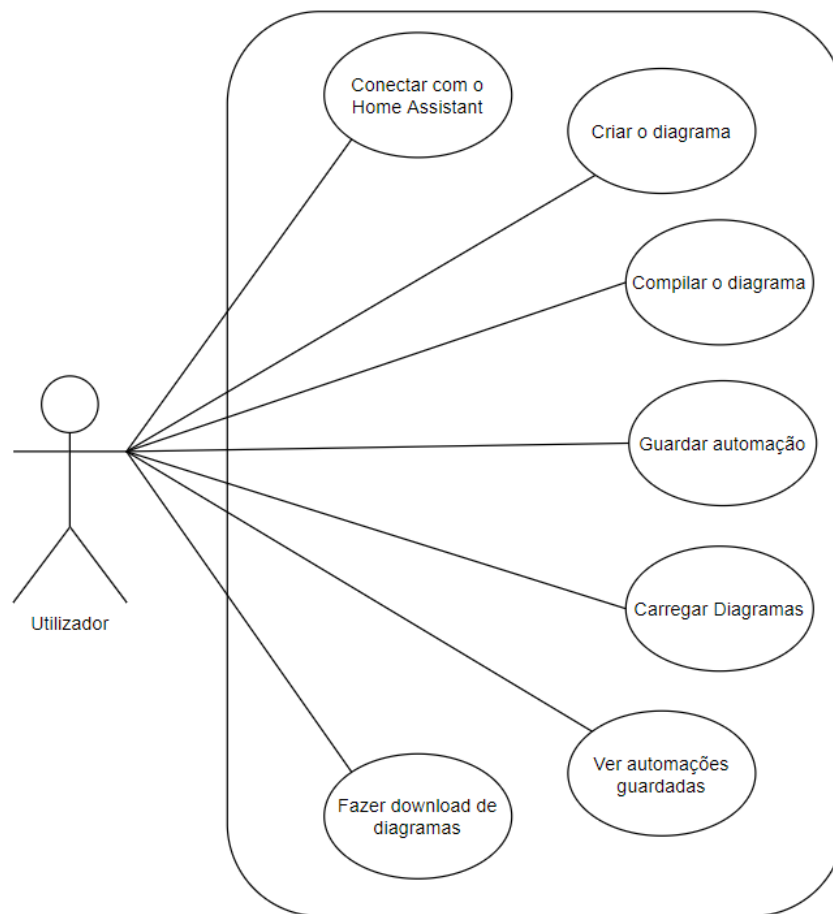 Conectar com o
Home Assistant
Criar o diagrama
Compilar o diagrama
Guardar automação
Utilizador
Carregar Diagramas
Ver automações
guardadas
Fazer download de
diagramas